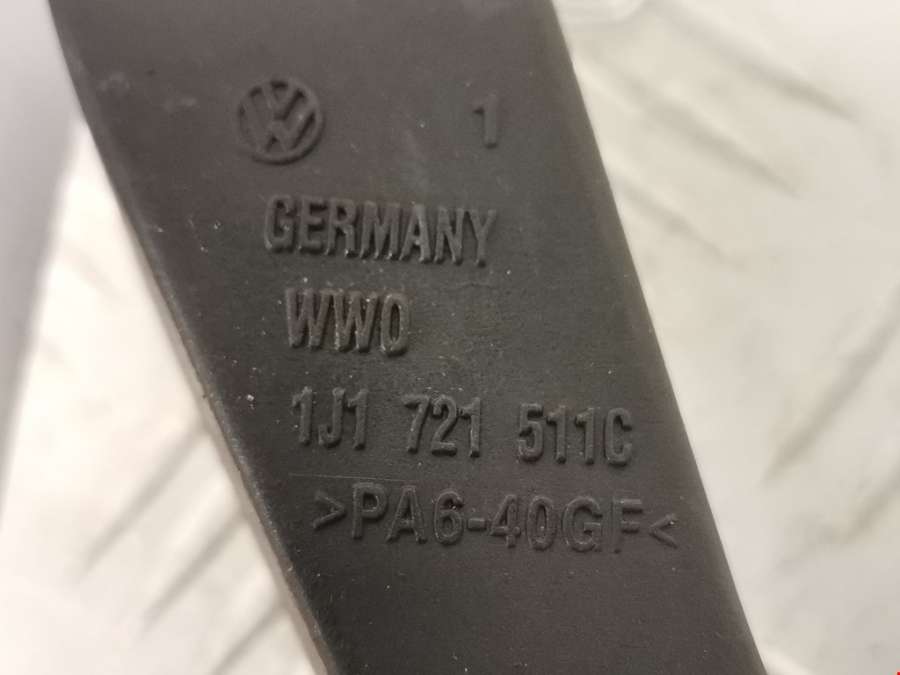 1
GERMANY
WWO
1J1 721 511C
>PA6-40GF<